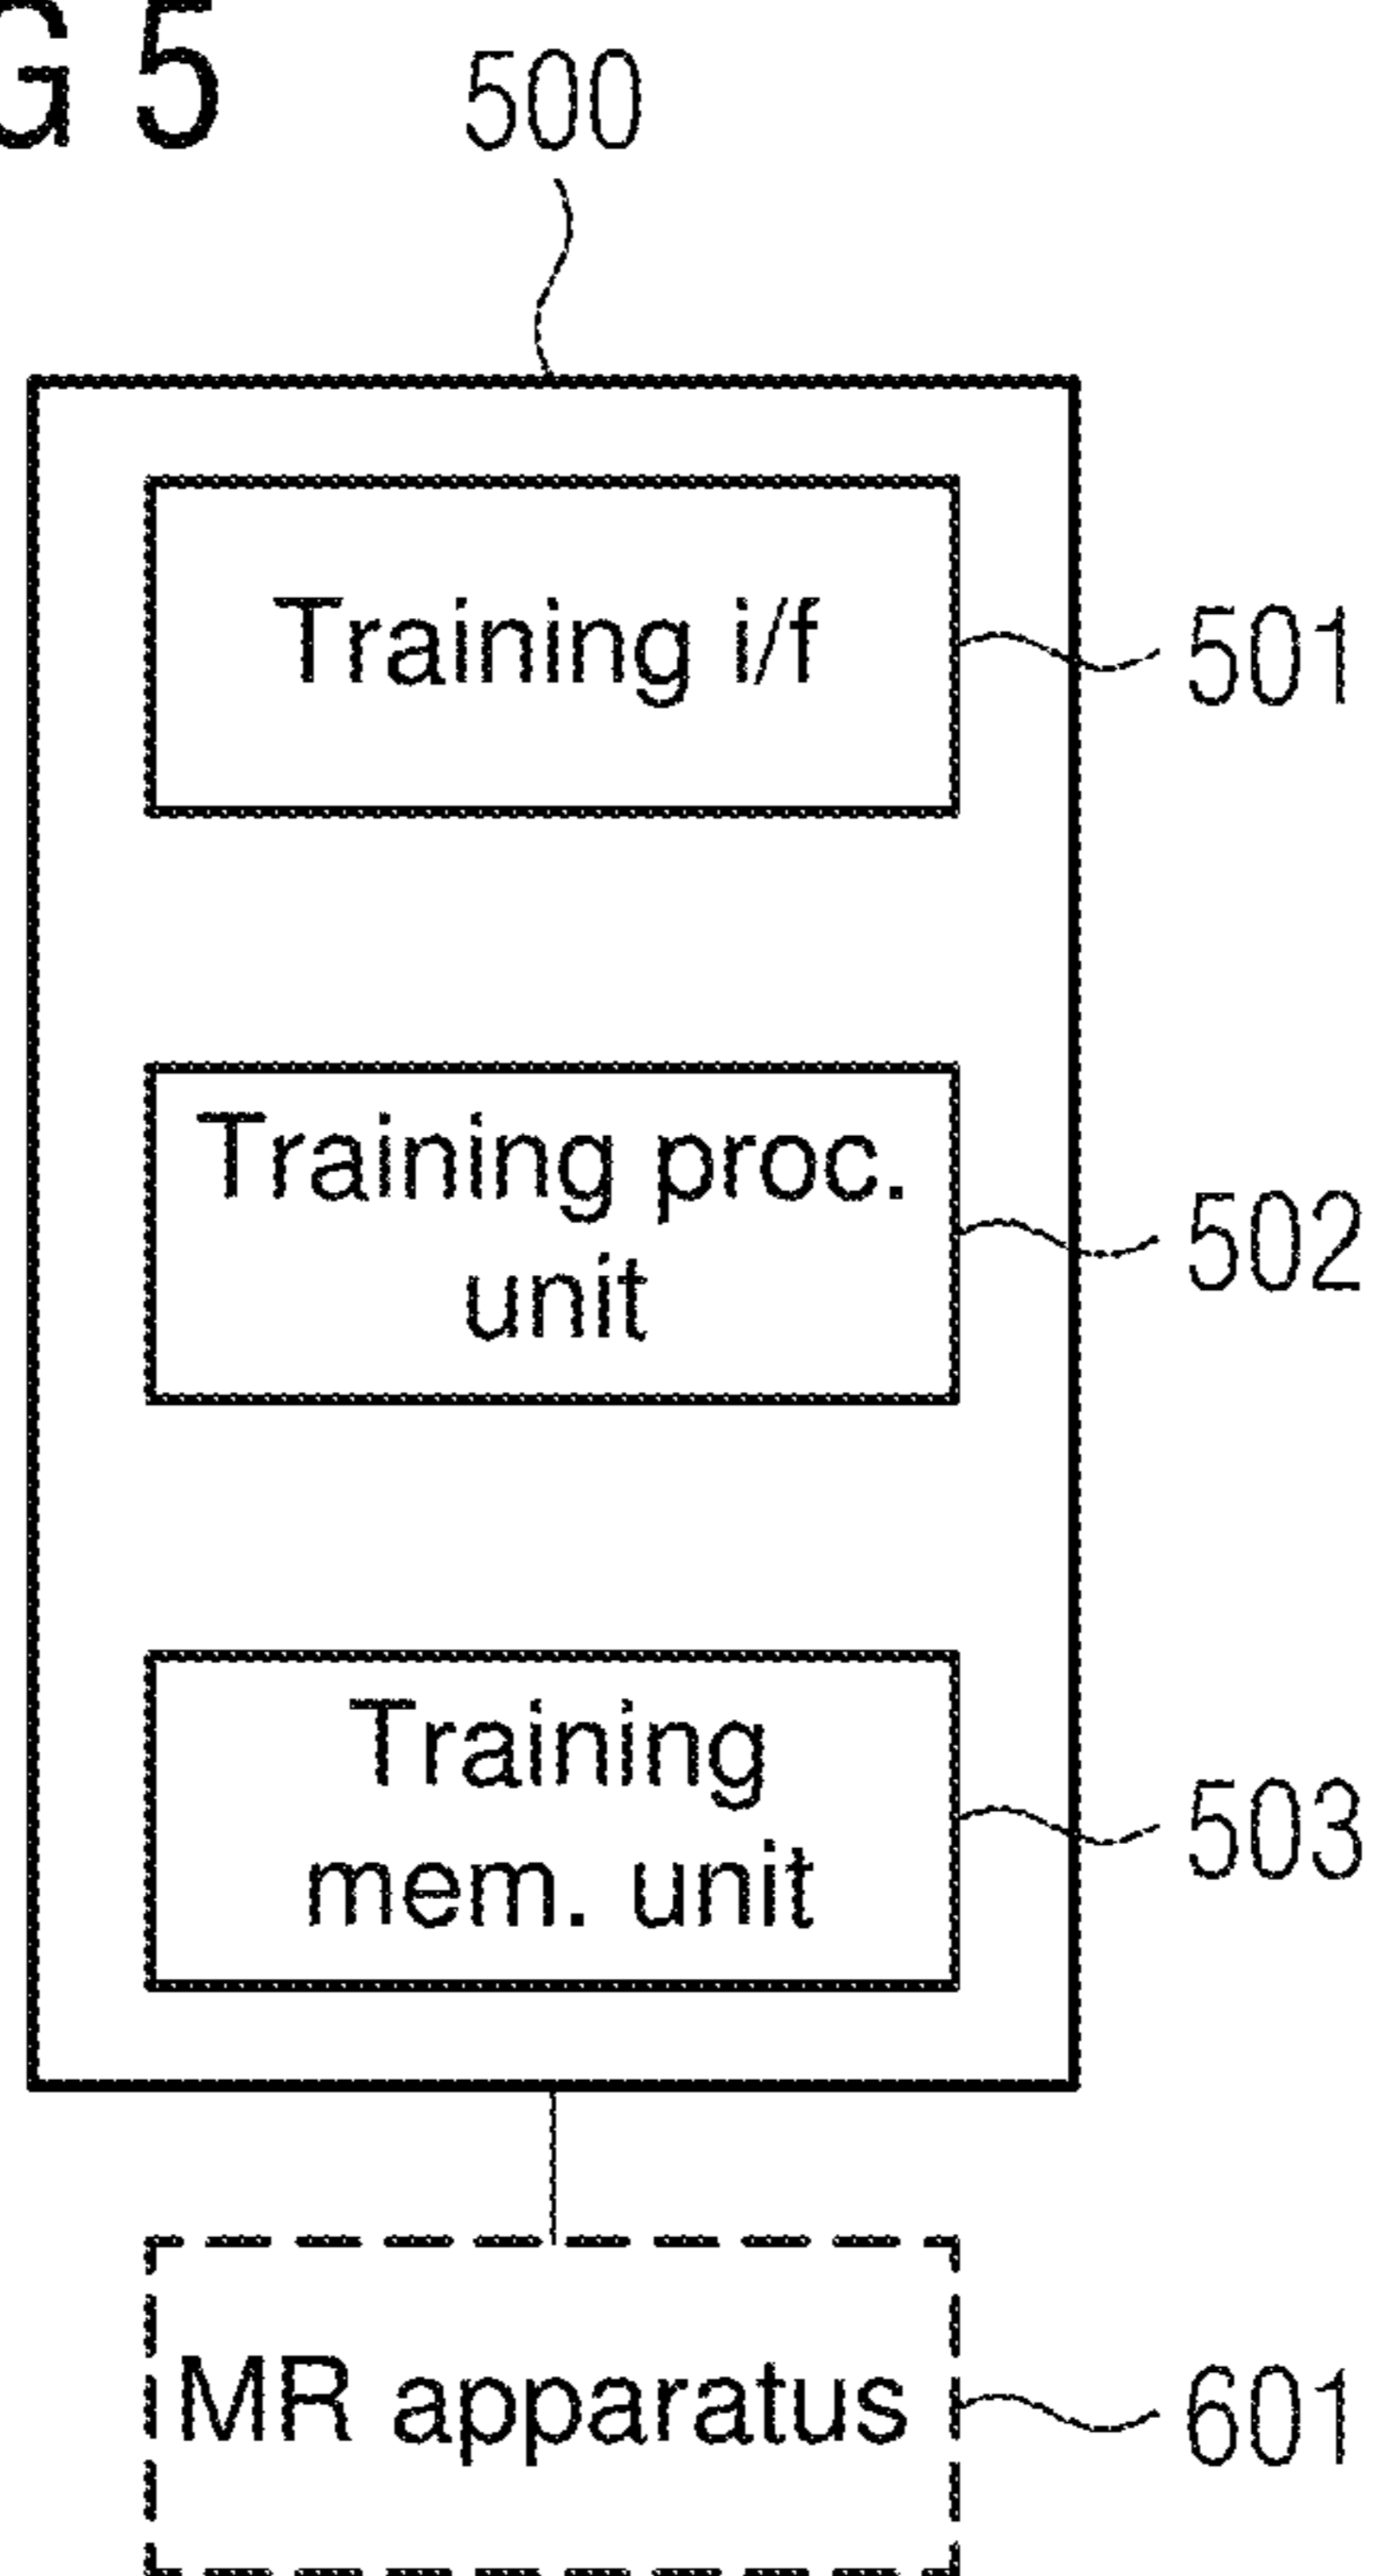 G 5
500
Training i/f
501
Training proc.
unit
502
Training
mem. unit
503
MR apparatus
601